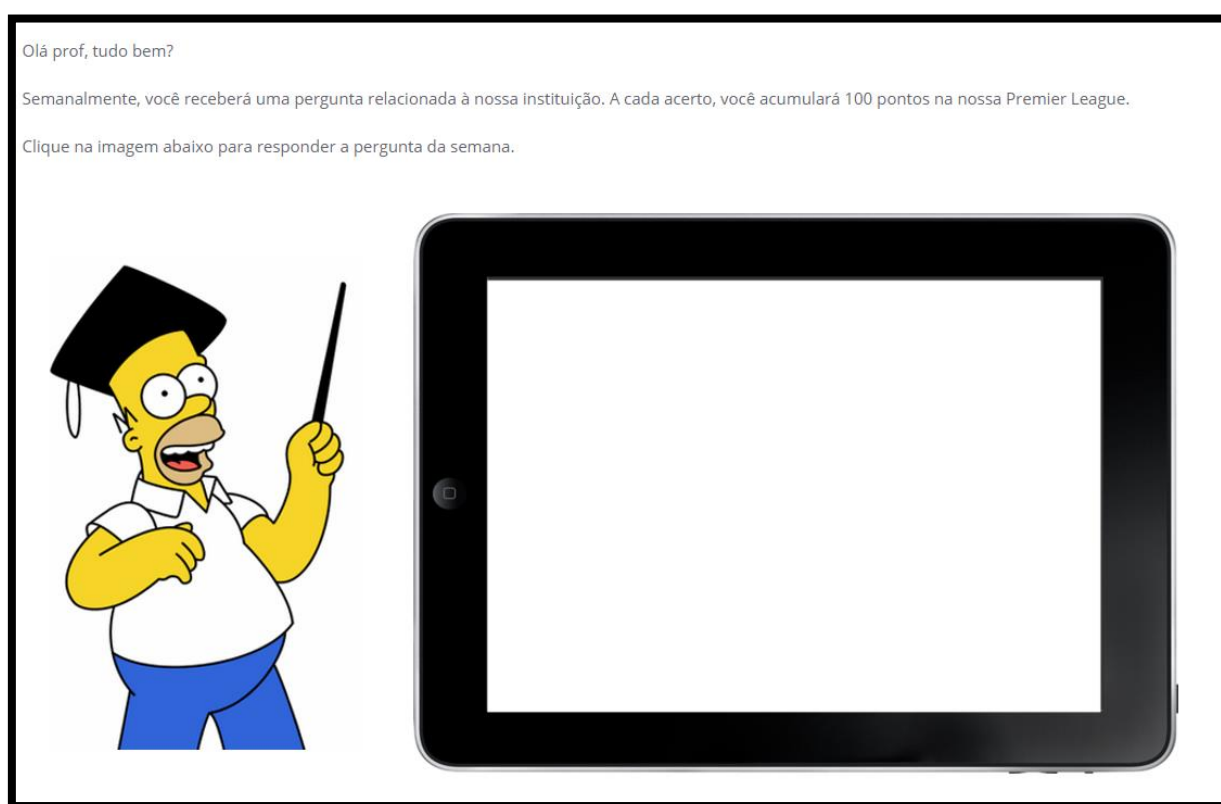 Olá prof, tudo bem?
Semanalmente, você receberá uma pergunta relacionada à nossa instituição. A cada acerto, você acumulará 100 pontos na nossa Premier League.
Clique na imagem abaixo para responder a pergunta da semana.